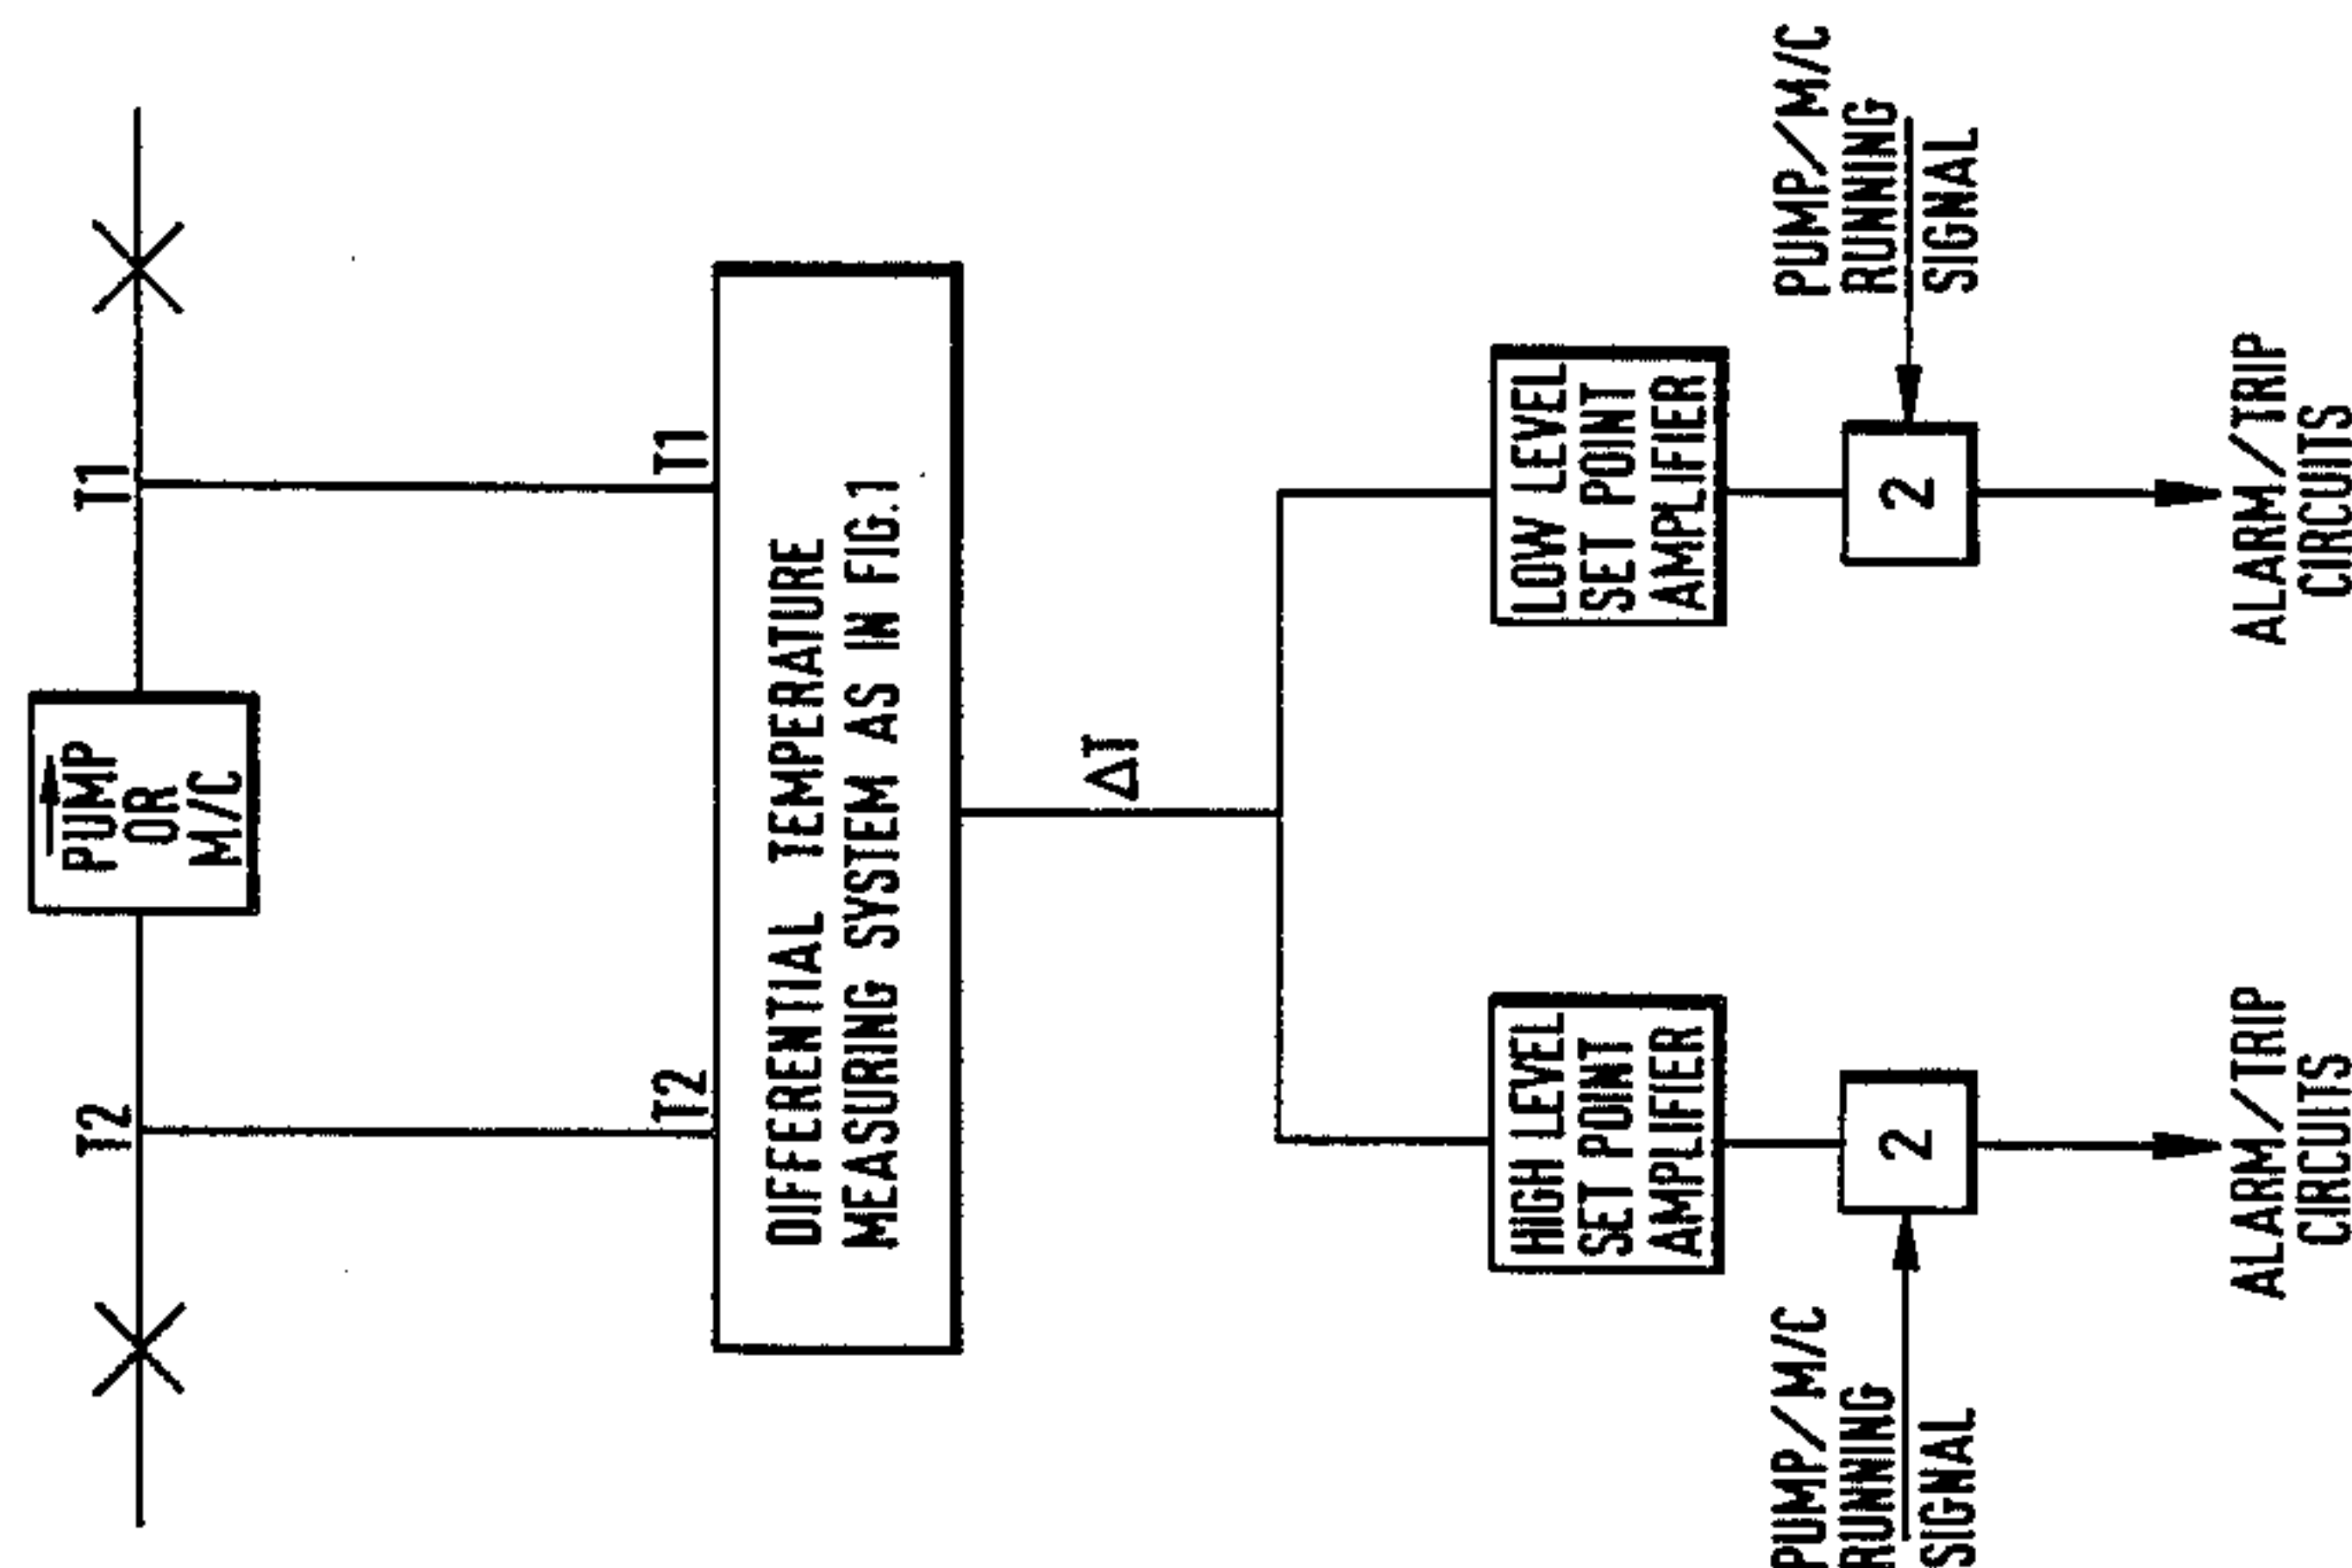 PUMP
OR
M/C
T2
T1
T2
T1
DIFFERENTIAL TEMPERATURE
MEASURING SYSTEM AS IN FIG.1
ΔT
HIGH LEVEL
SET POINT
AMPLIFIER
LOW LEVEL
SET POINT
AMPLIFIER
PUMP/M/C
RUNNING
SIGNAL
2
2
PUMP/M/C
RUNNING
SIGNAL
ALARM/TRIP
CIRCUITS
ALARM/TRIP
CIRCUITS